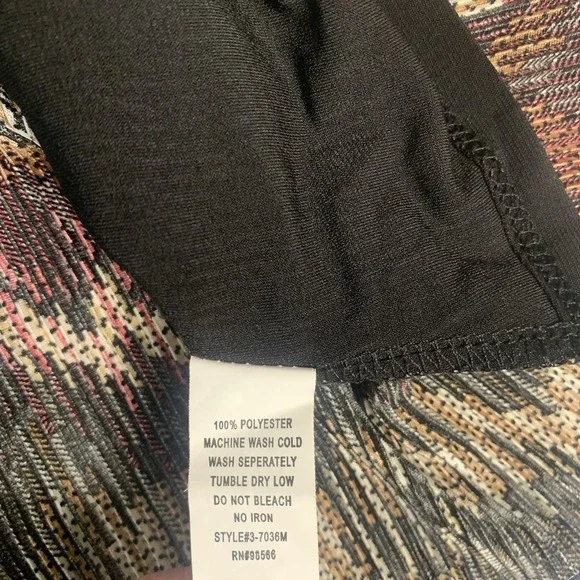 100% POLYESTER
MACHINE WASH COLD
WASH SEPERATELY
TUMBLE DRY LOW
DO NOT BLEACH
NO IRON
STYLE#3-7036M
RN#98566